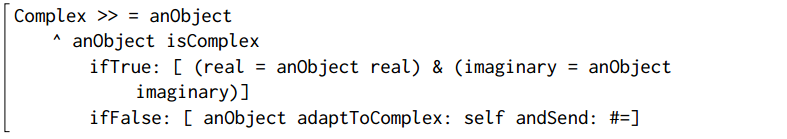 Complex >> = anObject
^ anObject isComplex
ifTrue: [ (real = anObject real) & (imaginary = anObject
imaginary)]
ifFalse: [ anObject adaptToComplex: self andSend: #=]